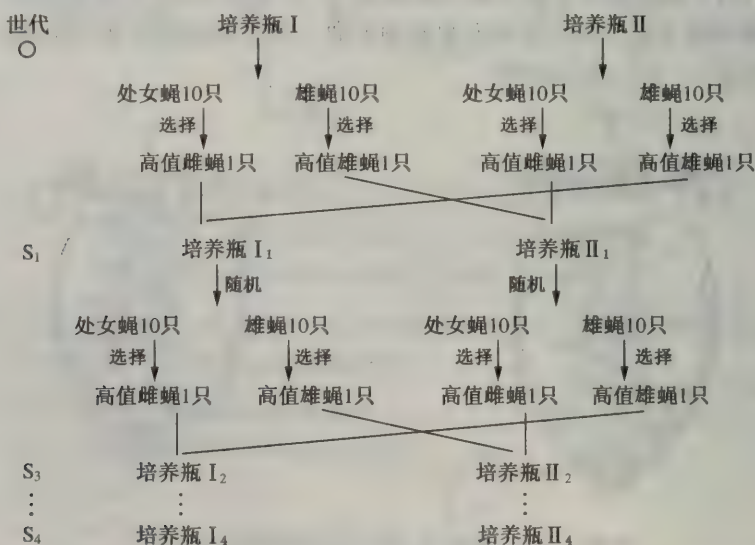 世代 培养瓶 I 培养瓶 II
○
处女蝇10只 雄蝇10只 处女蝇10只 雄蝇10只
选择 选择 选择 选择
高值雌蝇1只 高值雄蝇1只 高值雌蝇1只 高值雄蝇1只
S₁ 培养瓶 I₁ 培养瓶 II₁
随机 随机
处女蝇10只 雄蝇10只 处女蝇10只 雄蝇10只
选择 选择 选择 选择
高值雌蝇1只 高值雄蝇1只 高值雌蝇1只 高值雄蝇1只
S₃ 培养瓶 I₂ 培养瓶 II₂
⋮ ⋮ ⋮
S₄ 培养瓶 I₄ 培养瓶 II₄